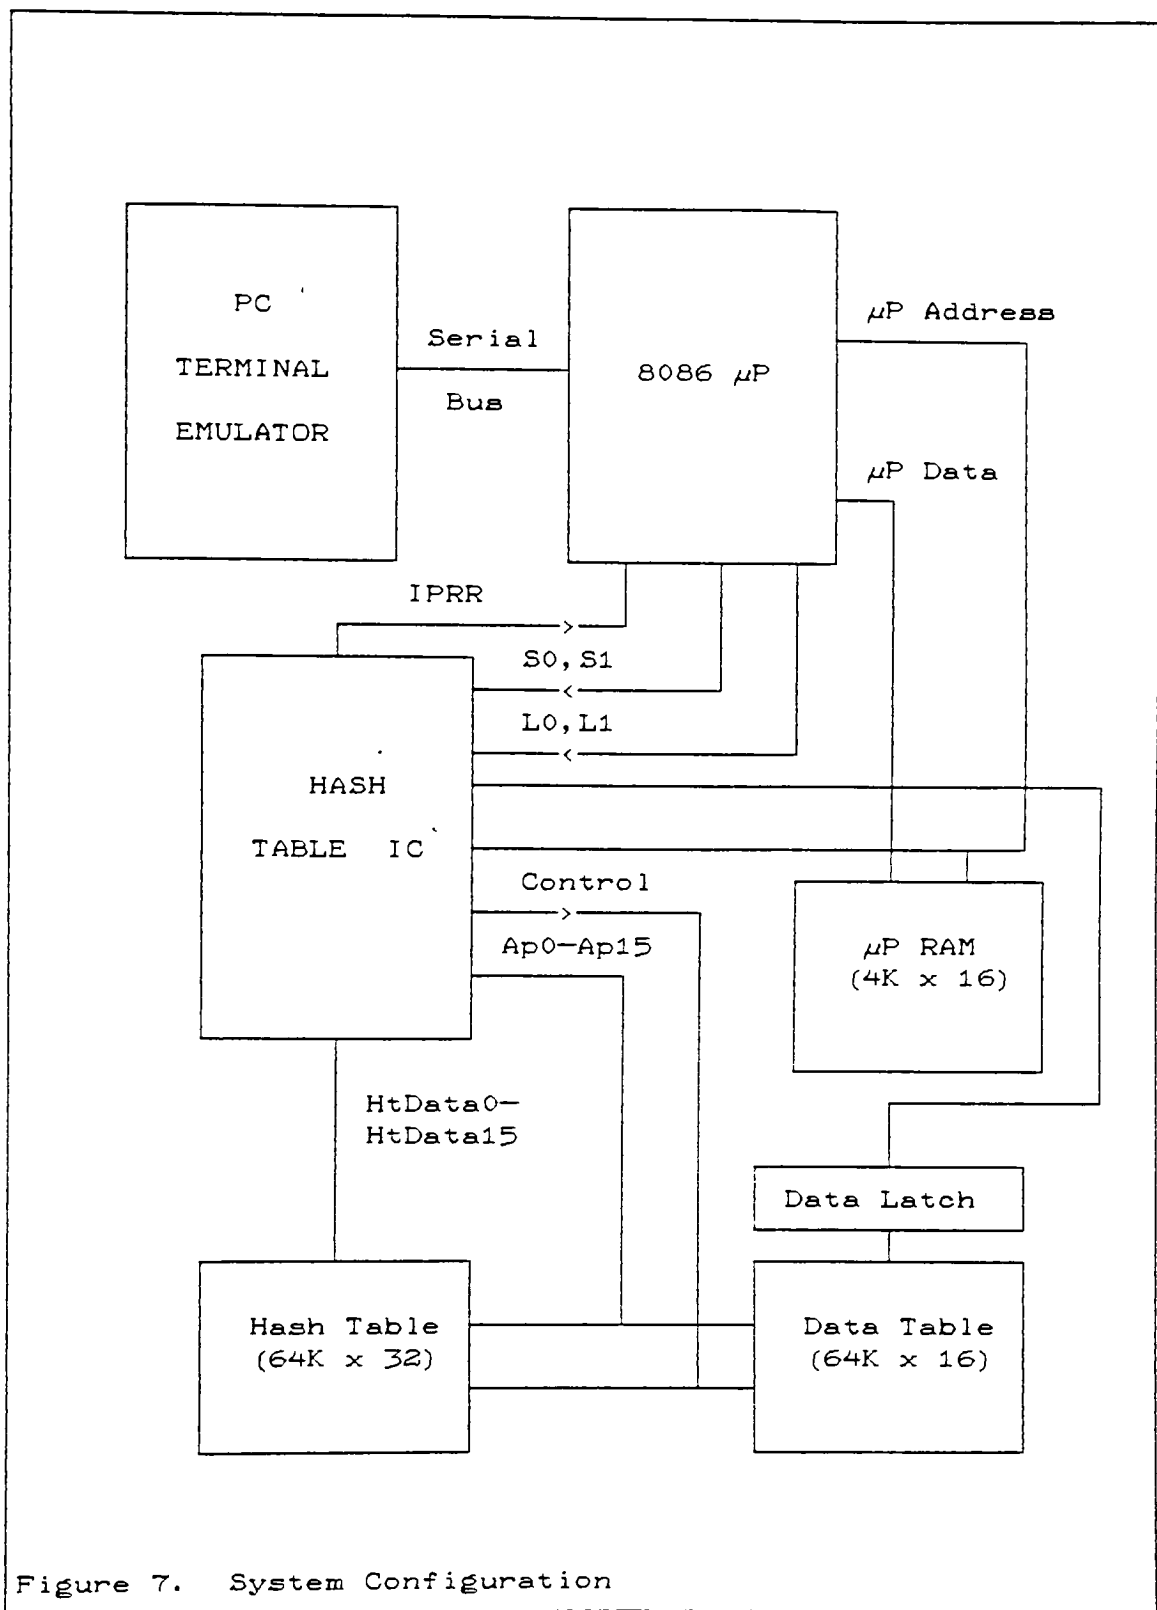 PC
TERMINAL
EMULATOR
Serial
Bus
8086 μP
μP Address
μP Data
IPRR
S0,S1
L0,L1
HASH
TABLE IC
Control
Ap0-Ap15
μP RAM
(4K x 16)
HtData0-
HtData15
Data Latch
Hash Table
(64K x 32)
Data Table
(64K x 16)
Figure 7. System Configuration